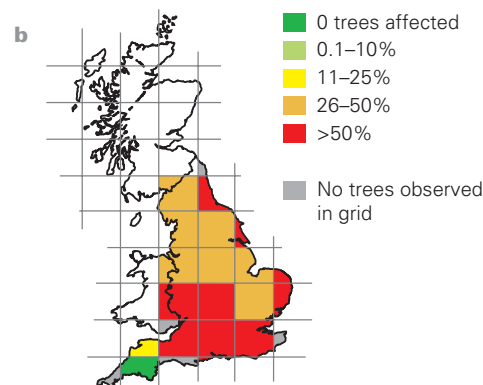 b
0 trees affected
0.1–10%
11–25%
26–50%
>50%
No trees observed
in grid